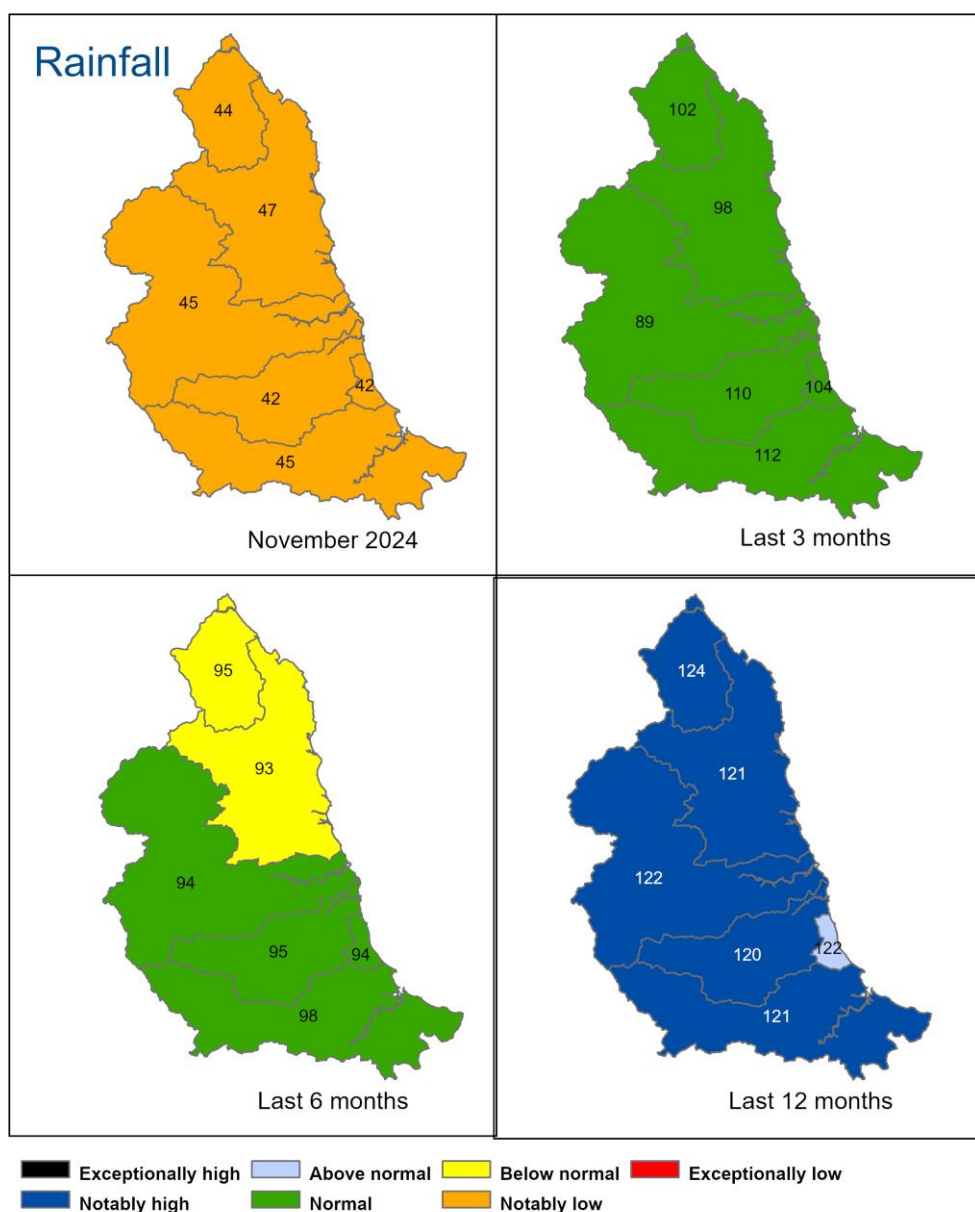 Rainfall
44
47
45
42
42
45
November 2024
102
98
89
110
104
112
Last 3 months
95
93
94
95
94
98
Last 6 months
124
121
122
120
122
121
Last 12 months
Exceptionally high
Above normal
Below normal
Exceptionally low
Notably high
Normal
Notably low